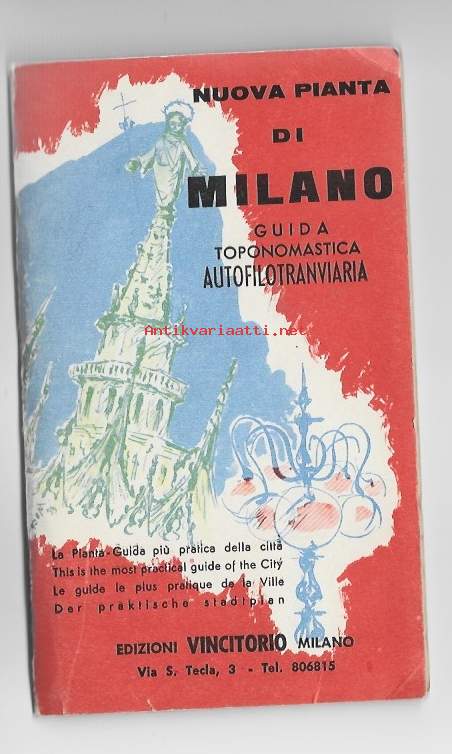 NUOVA PIANTA
DI
MILANO
GUIDA
TOPONOMASTICA
AUTOFILOTRANVIARIA
Antikvariaatti.net
La Pianta-Guida più pratica della città
This is the most practical guide of the City
Le guide le plus pratique de la Ville
Der präktische stadtplan
EDIZIONI VINCITORIO MILANO
Via S. Tecla, 3 - Tel. 806815